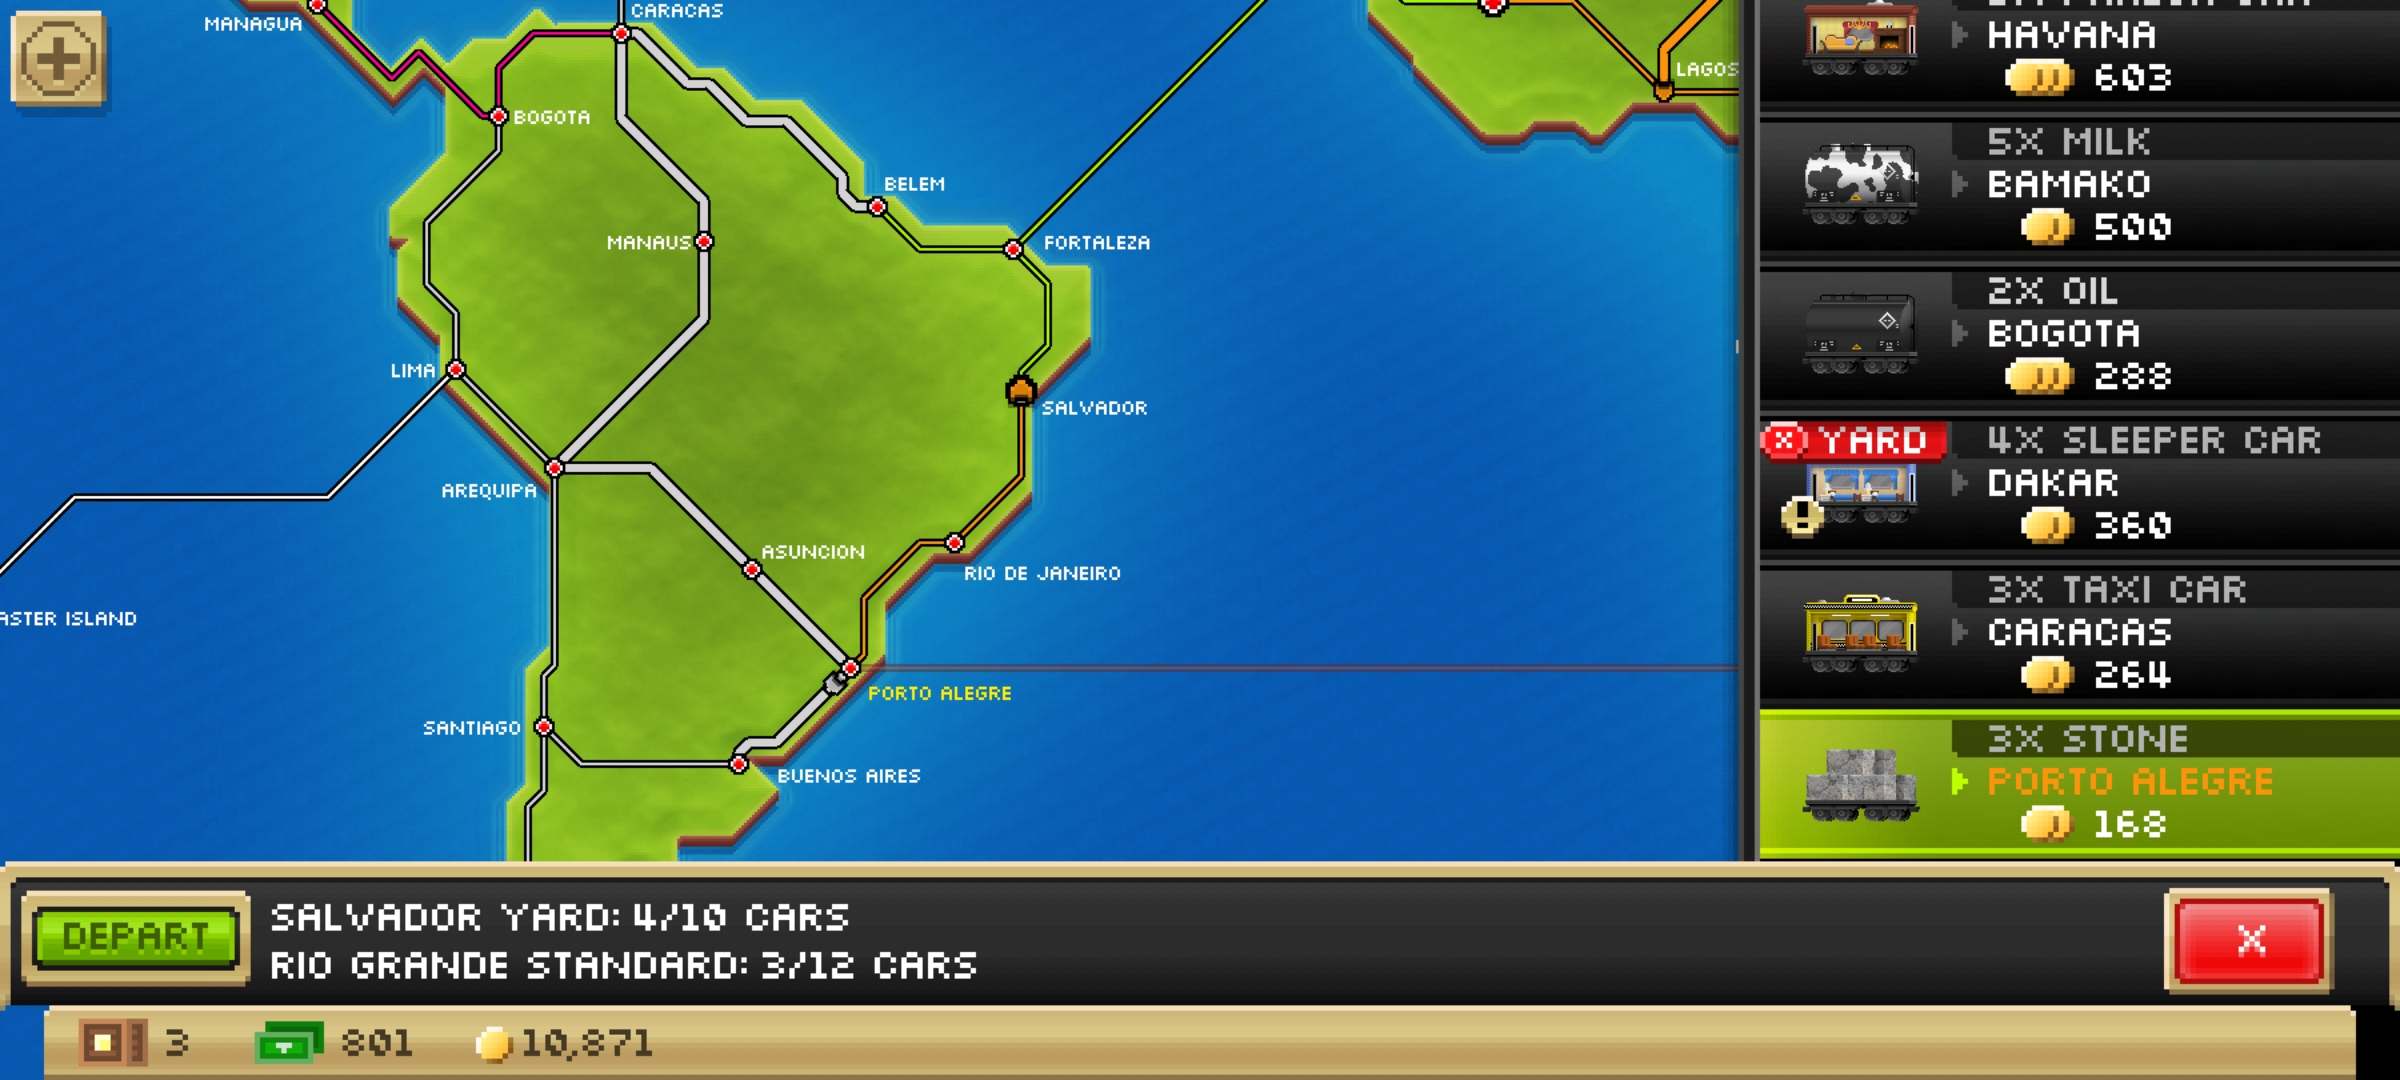 MANAGUA
CARACAS
BOGOTA
BELEM
MANAUS
FORTALEZA
LIMA
SALVADOR
AREQUIPA
ASUNCION
RIO DE JANEIRO
ASTER ISLAND
PORTO ALEGRE
SANTIAGO
BUENOS AIRES
LAGOS
HAVANA
603
5X MILK
BAMAKO
500
2X OIL
BOGOTA
288
YARD
4X SLEEPER CAR
DAKAR
360
3X TAXI CAR
CARACAS
264
3X STONE
PORTO ALEGRE
168
DEPART
SALVADOR YARD: 4/10 CARS
RIO GRANDE STANDARD: 3/12 CARS
X
3
801
10,871